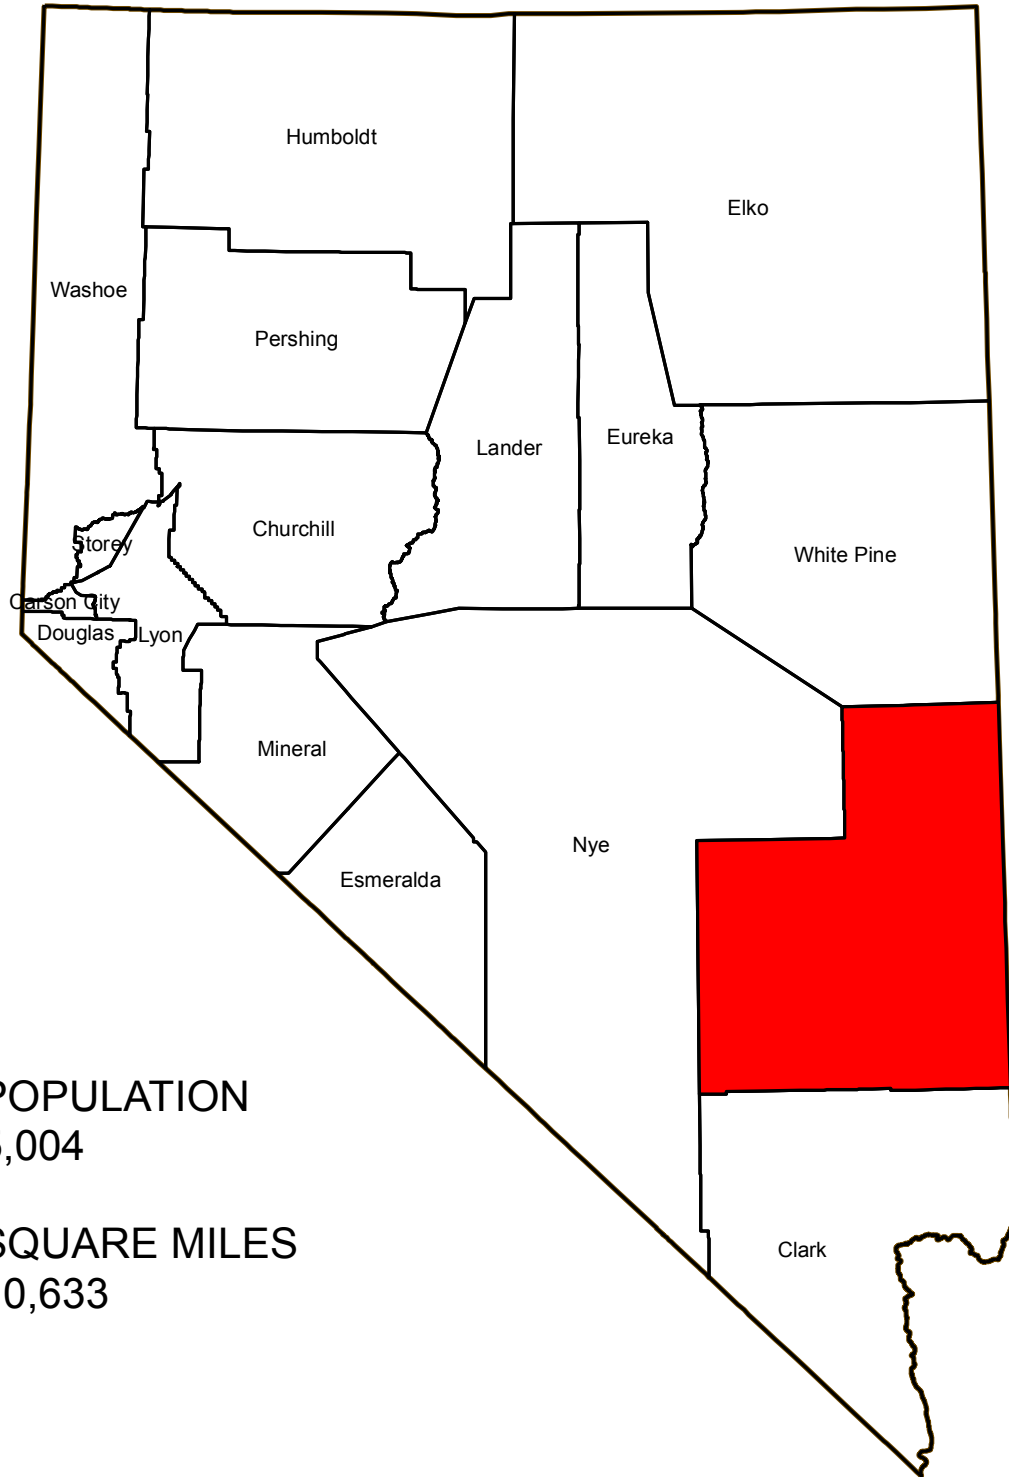 Humboldt
Elko
Washoe
Pershing
Eureka
Lander
Churchill
Storey
White Pine
Carson City
Douglas
Lyon
Mineral
Nye
Esmeralda
POPULATION
,004
SQUARE MILES
0,633
Clark